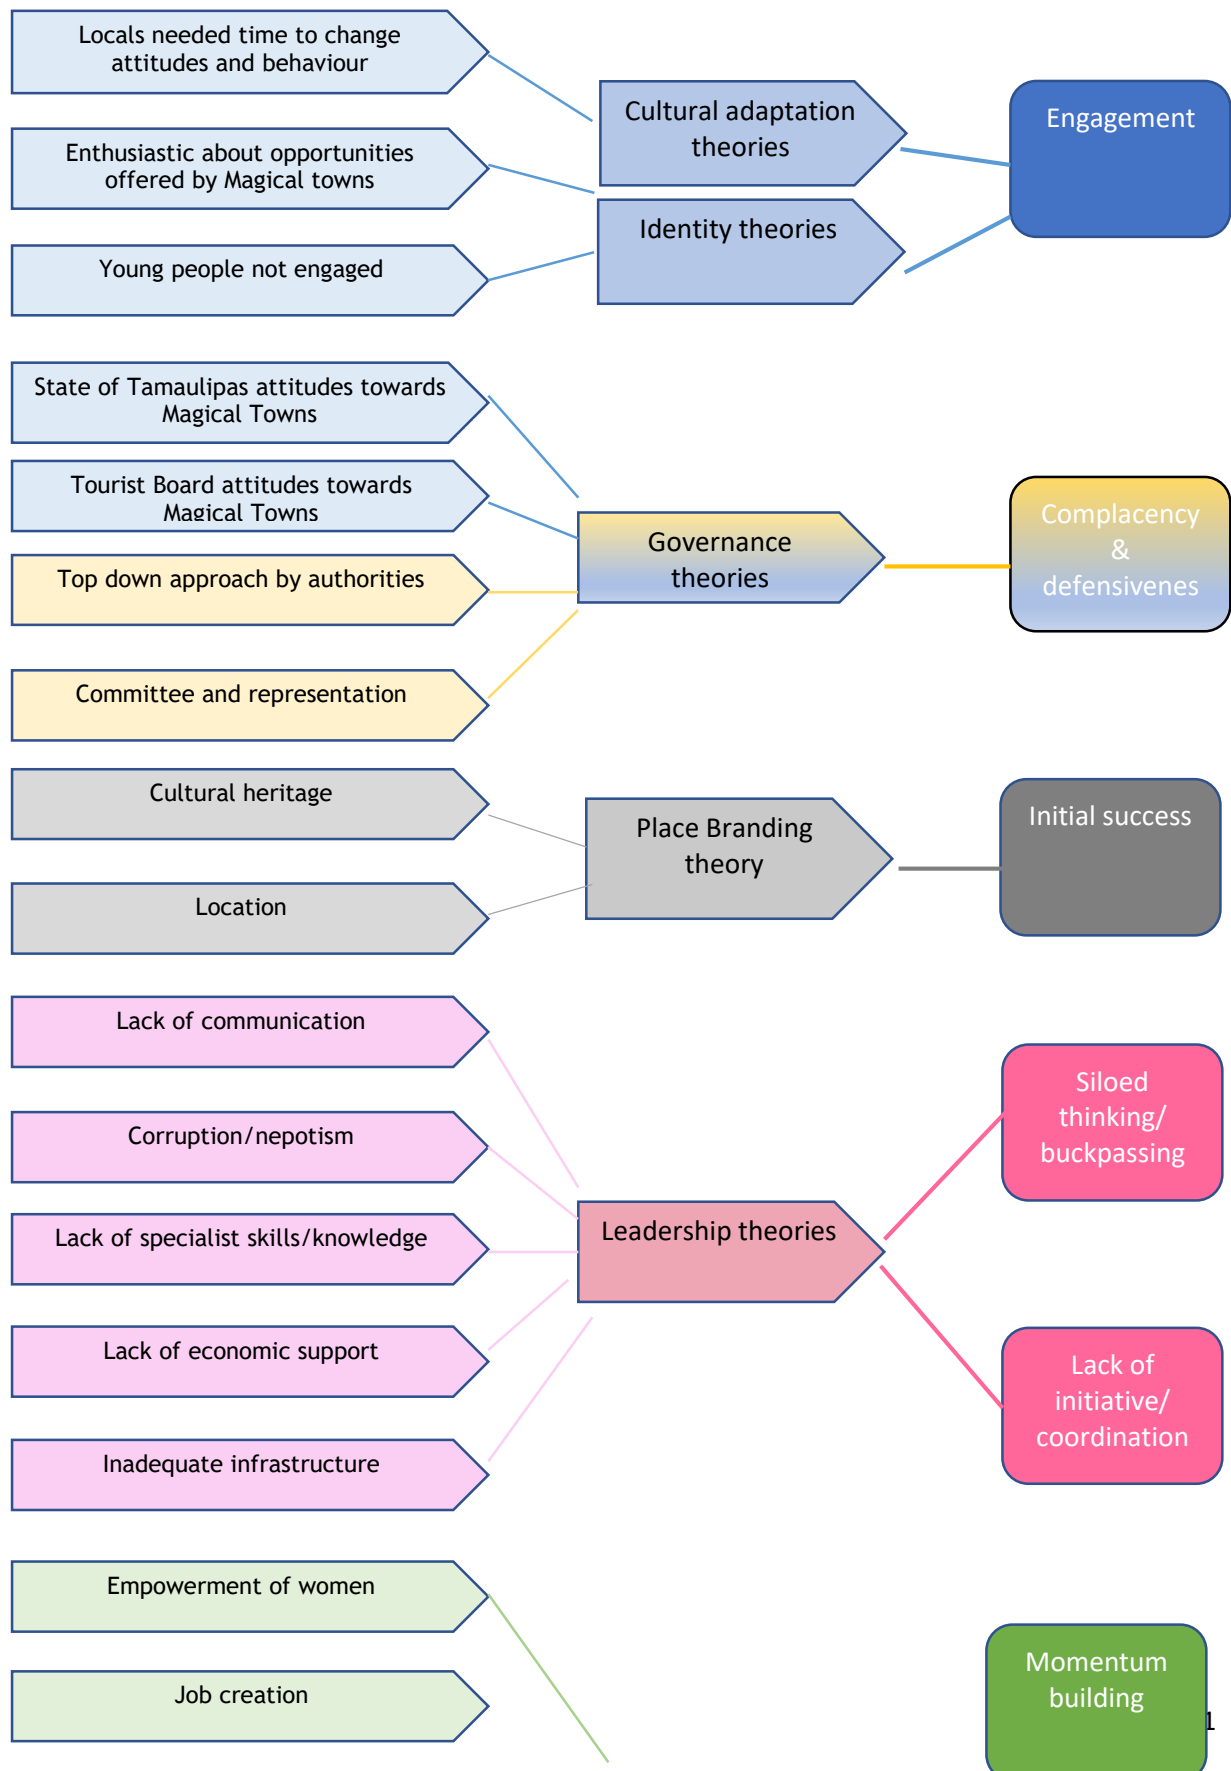 Locals needed time to change
attitudes and behaviour
Enthusiastic about opportunities
offered by Magical towns
Young people not engaged
Cultural adaptation
theories
Identity theories
Engagement
State of Tamaulipas attitudes towards
Magical Towns
Tourist Board attitudes towards
Magical Towns
Top down approach by authorities
Committee and representation
Governance
theories
Complacency
&
defensivenes
Cultural heritage
Location
Place Branding
theory
Initial success
Lack of communication
Corruption/nepotism
Lack of specialist skills/knowledge
Lack of economic support
Inadequate infrastructure
Leadership theories
Siloed
thinking/
buckpassing
Lack of
initiative/
coordination
Empowerment of women
Job creation
Momentum
building
1